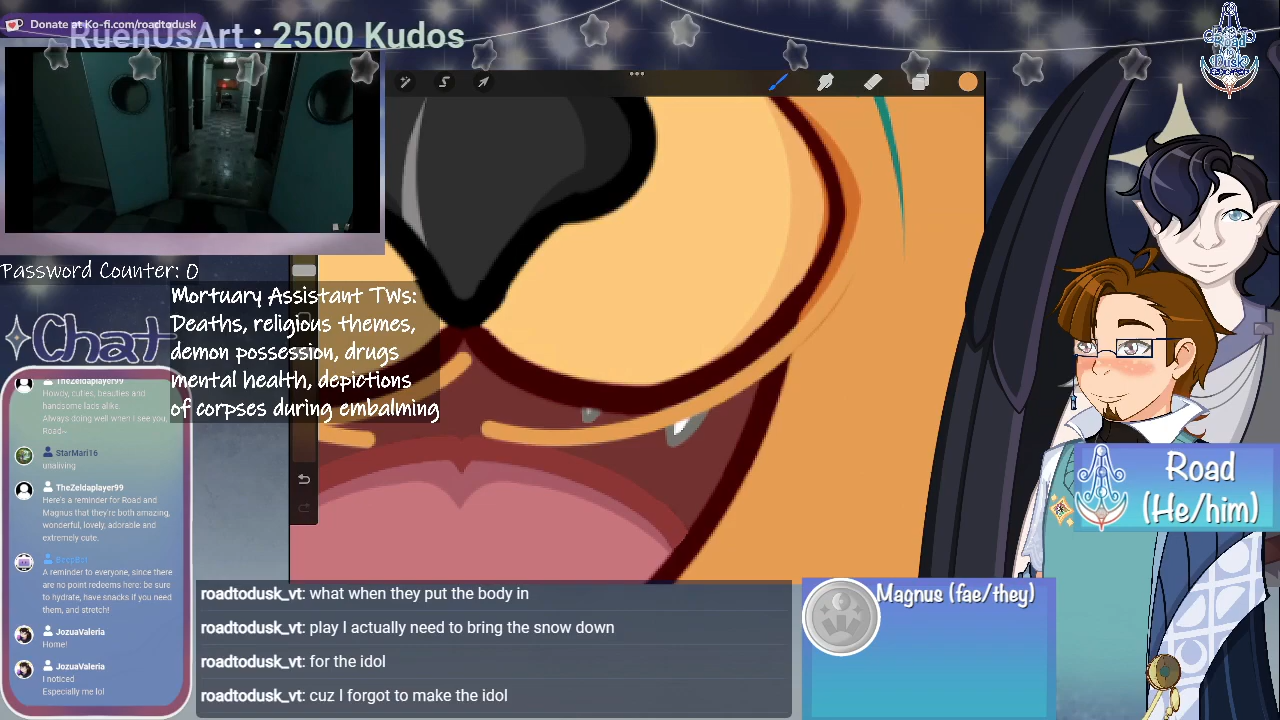 Donate at Ko-fi.com/roadtodusk
RuenUsArt : 2500 Kudos
Road
to
Dusk
Password Counter: 0
Mortuary Assistant TWs:
Deaths, religious themes,
demon possession, drugs
mental health, depictions
of corpses during embalming
Chat
TheZeldaplayer99
Howdy, cuties, beauties and
handsome lads alike.
Always doing well when I see you,
Road~
StarMari16
unaliving
TheZeldaplayer99
Here's a reminder for Road and
Magnus that they're both amazing,
wonderful, lovely, adorable and
extremely cute.
A reminder to everyone, since there
are no point redeems here: be sure
to hydrate, have snacks if you need
them, and stretch!
JozuaValeria
Home!
JozuaValeria
I noticed
Especially me lol
roadtodusk_vt: what when they put the body in
roadtodusk_vt: play I actually need to bring the snow down
roadtodusk_vt: for the idol
roadtodusk_vt: cuz I forgot to make the idol
Road
(He/him)
Magnus (fae/they)